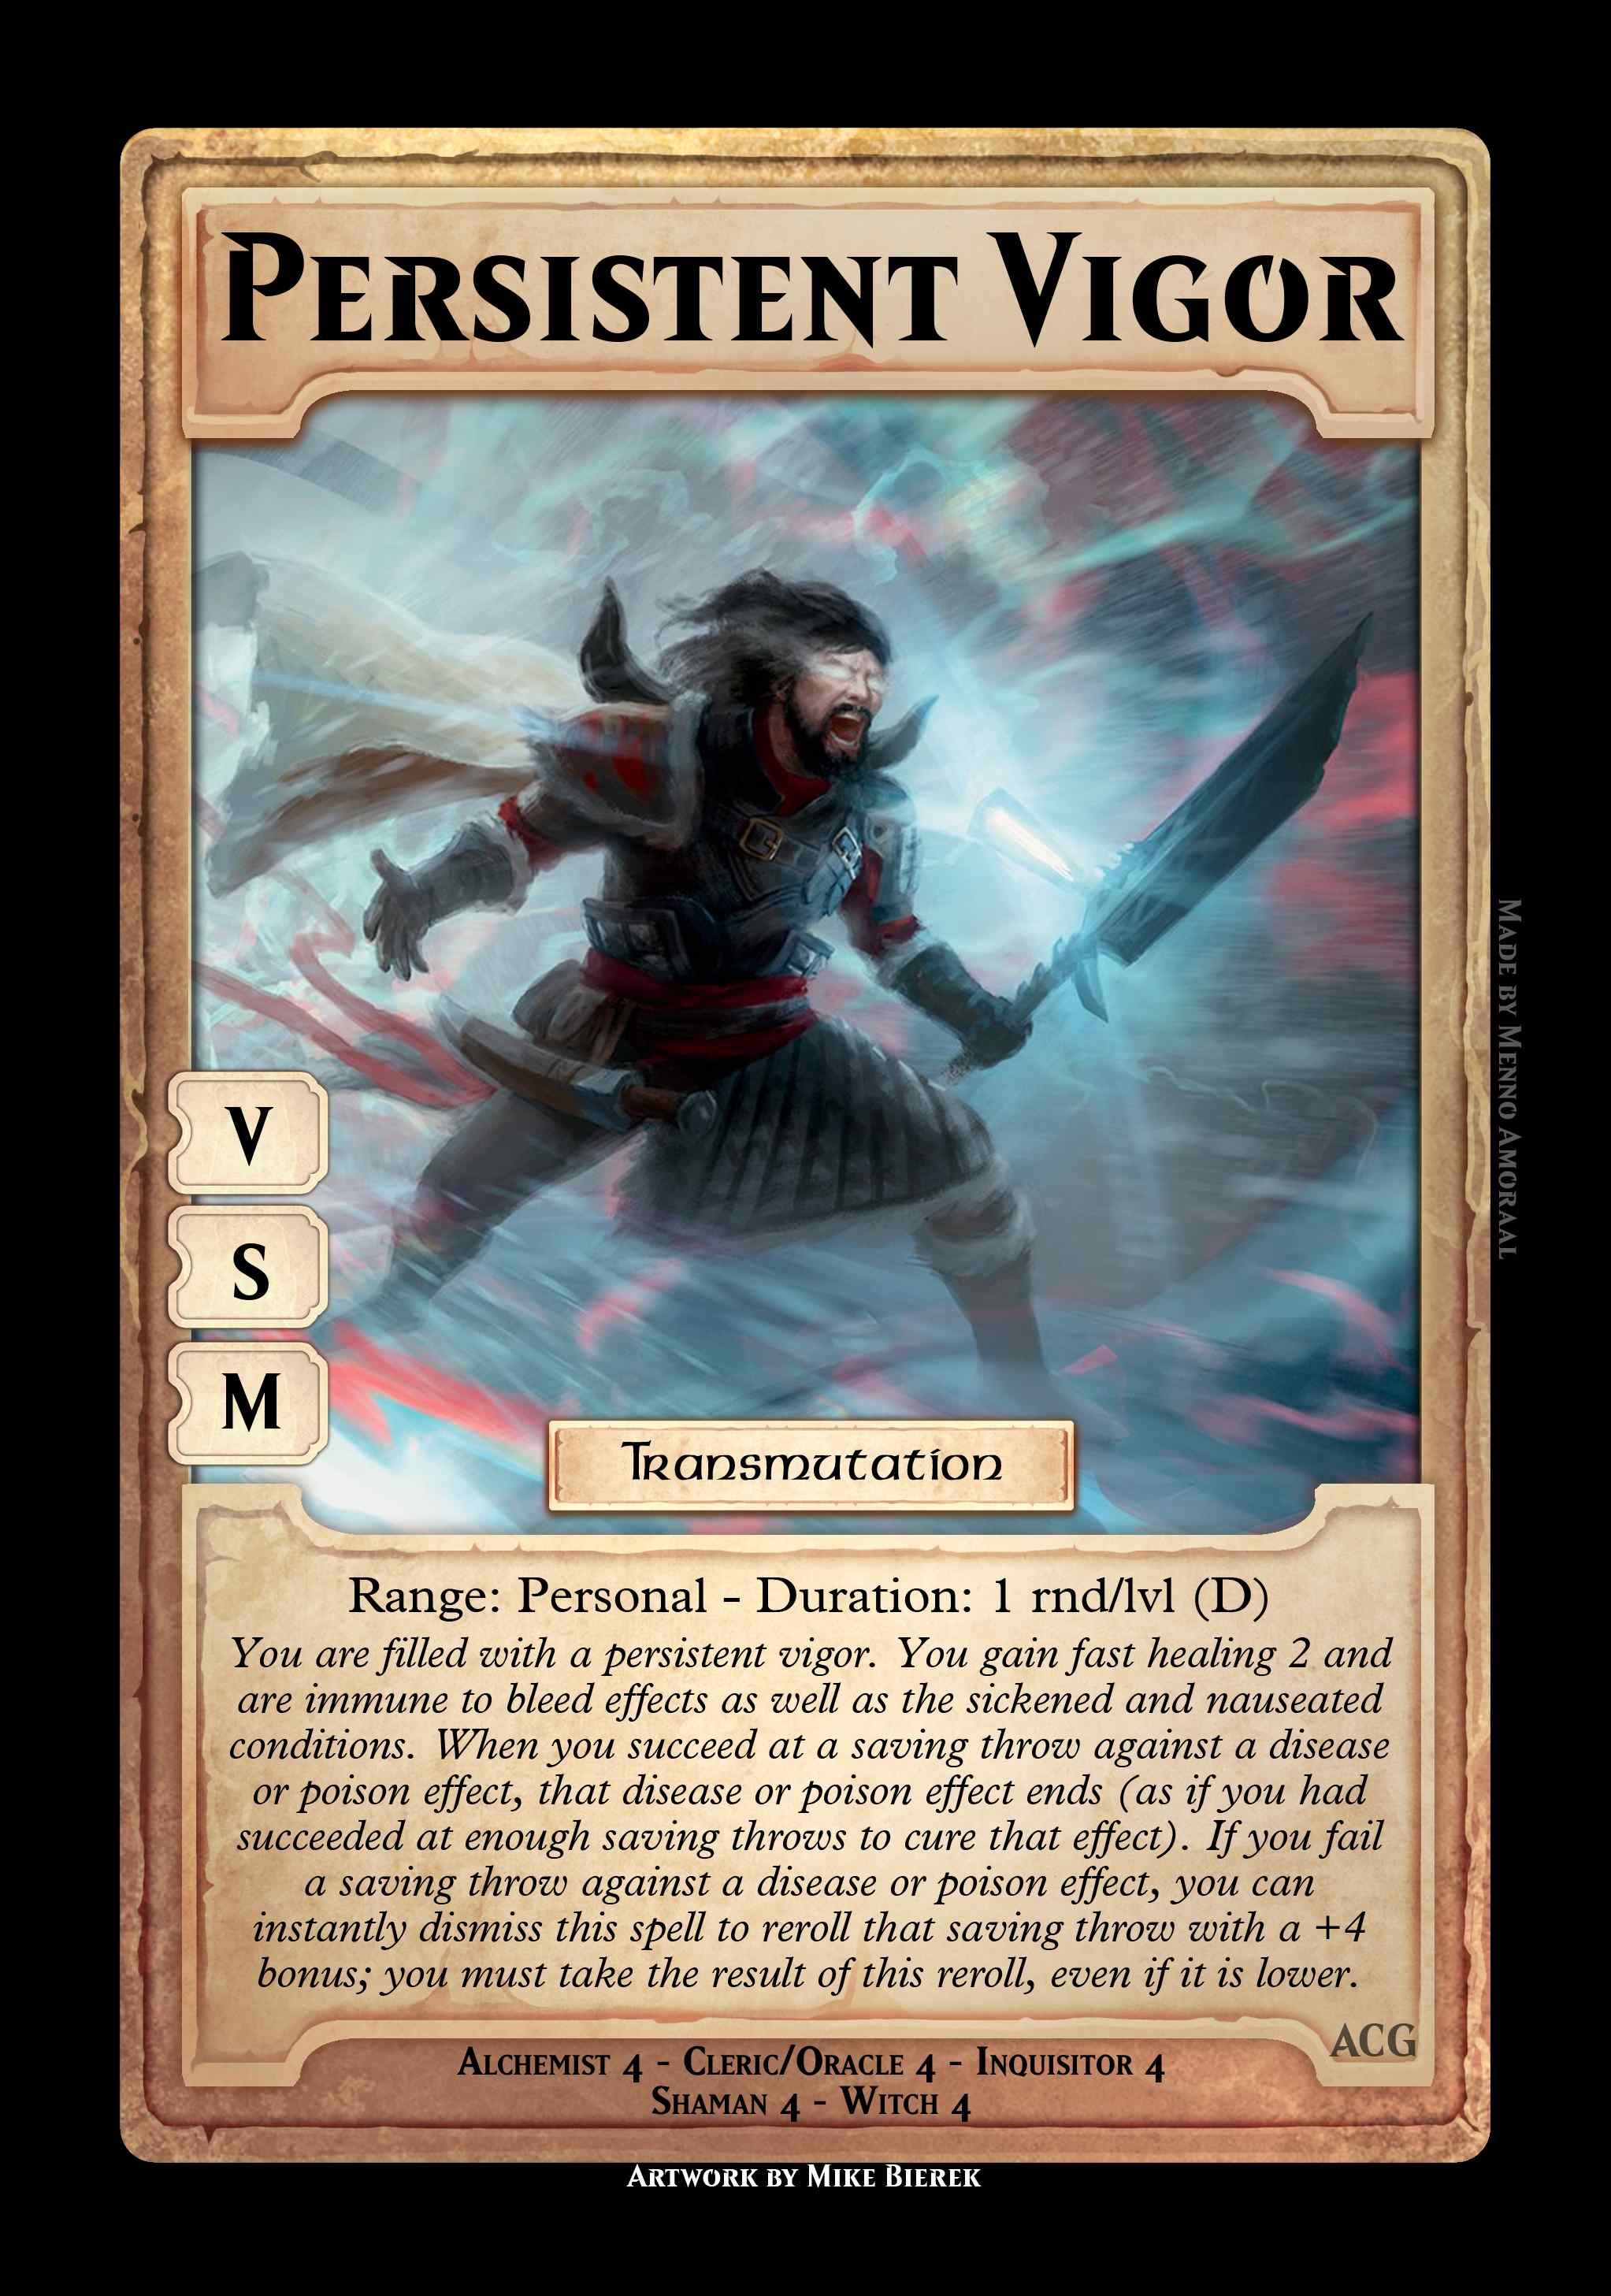 Persistent Vigor
V
S
M
Transmutation
Range: Personal - Duration: 1 rnd/lvl (D)
You are filled with a persistent vigor. You gain fast healing 2 and
are immune to bleed effects as well as the sickened and nauseated
conditions. When you succeed at a saving throw against a disease
or poison effect, that disease or poison effect ends (as if you had
succeeded at enough saving throws to cure that effect). If you fail
a saving throw against a disease or poison effect, you can
instantly dismiss this spell to reroll that saving throw with a +4
bonus; you must take the result of this reroll, even if it is lower.
ACG
Alchemist 4 - Cleric/Oracle 4 - Inquisitor 4
Shaman 4 - Witch 4
Artwork by Mike Bierek
Made by Menno Amoraal